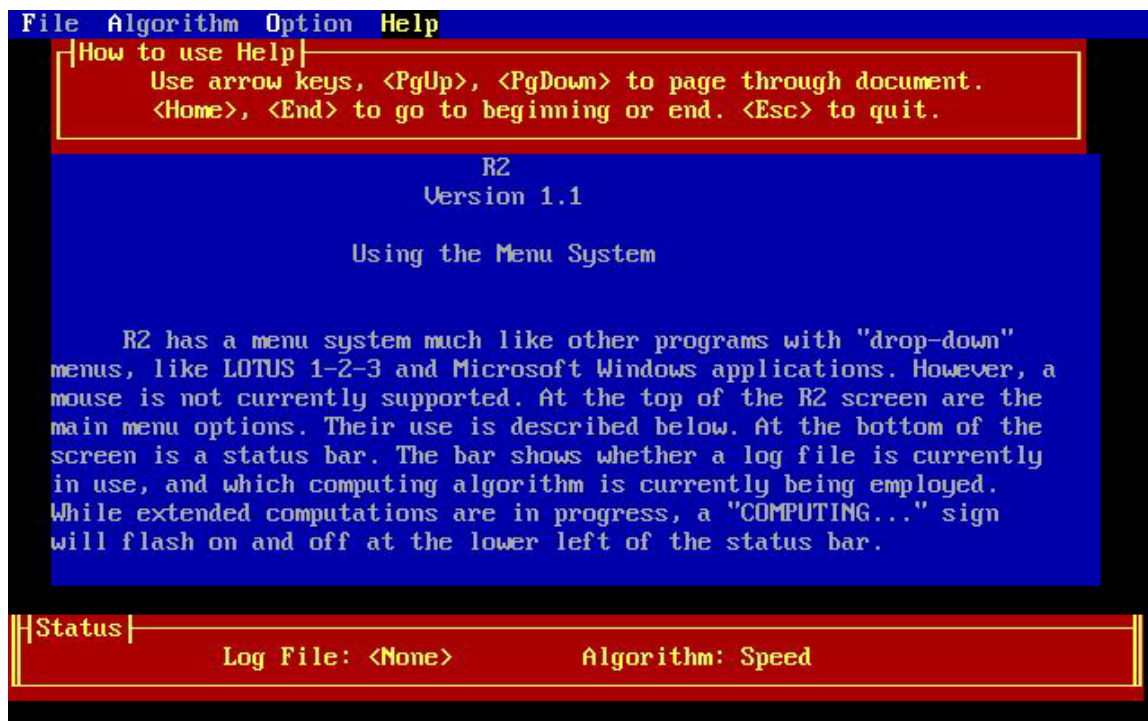 File Algorithm Option Help
How to use Help
Use arrow keys, <PgUp>, <PgDown> to page through document.
<Home>, <End> to go to beginning or end. <Esc> to quit.
R2
Version 1.1
Using the Menu System
R2 has a menu system much like other programs with "drop-down"
menus, like LOTUS 1-2-3 and Microsoft Windows applications. However, a
mouse is not currently supported. At the top of the R2 screen are the
main menu options. Their use is described below. At the bottom of the
screen is a status bar. The bar shows whether a log file is currently
in use, and which computing algorithm is currently being employed.
While extended computations are in progress, a "COMPUTING..." sign
will flash on and off at the lower left of the status bar.
Status
Log File: <None> Algorithm: Speed